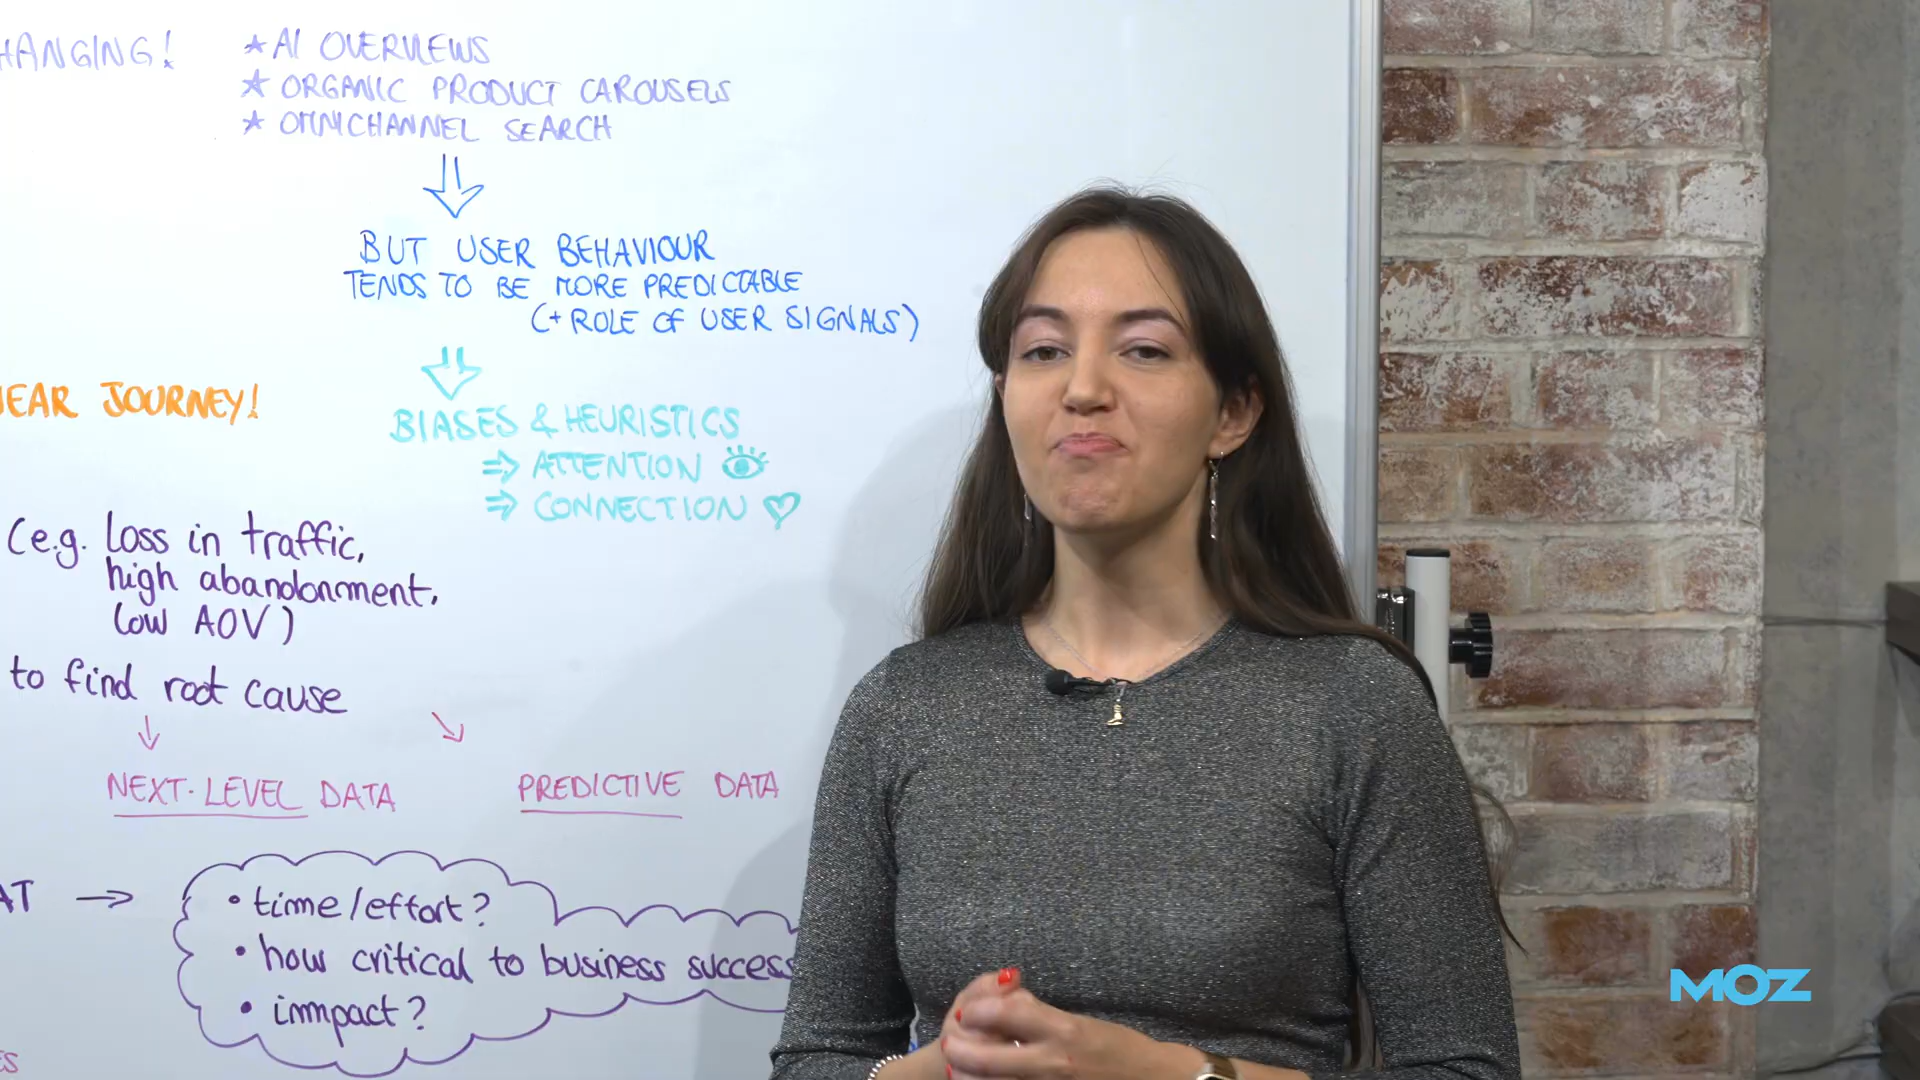 HANGING!
★ AI OVERVIEWS
★ ORGANIC PRODUCT CAROUSELS
★ OMNICHANNEL SEARCH
BUT USER BEHAVIOUR
TENDS TO BE MORE PREDICTABLE
(+ ROLE OF USER SIGNALS)
EAR JOURNEY!
BIASES & HEURISTICS
⇒ ATTENTION
⇒ CONNECTION ♡
(e.g. loss in traffic,
high abandonment,
low AOV)
to find root cause
NEXT-LEVEL DATA
PREDICTIVE DATA
AT →
• time/effort?
• how critical to business success
• impact?
ES
MOZ